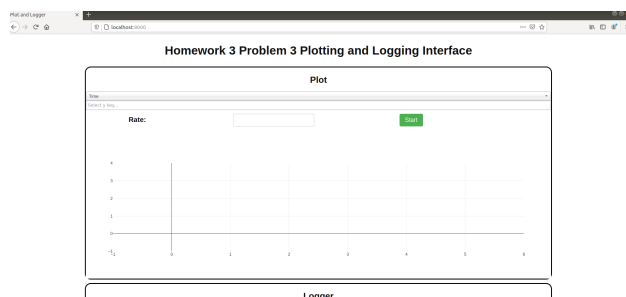 Plot and Logger
localhost:8000
Homework 3 Problem 3 Plotting and Logging Interface
Plot
Time
Select y-key...
Rate:
Start
4
3
2
1
0
−1
−1 0 1 2 3 4 5 6
Logger